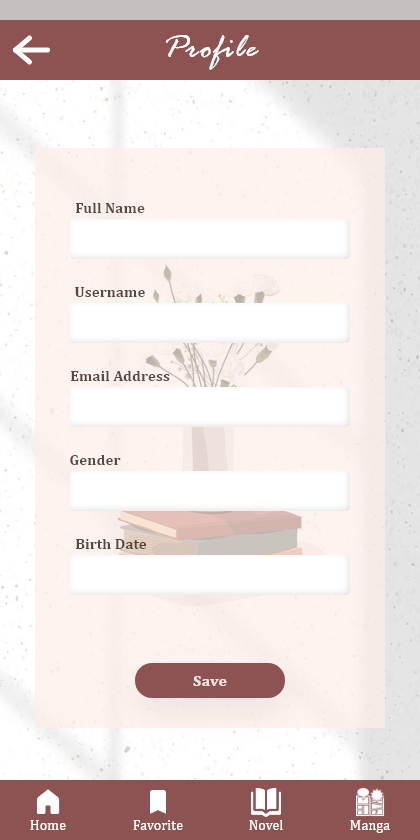 Profile
Full Name
Username
Email Address
Gender
Birth Date
Save
Home Favorite Novel Manga